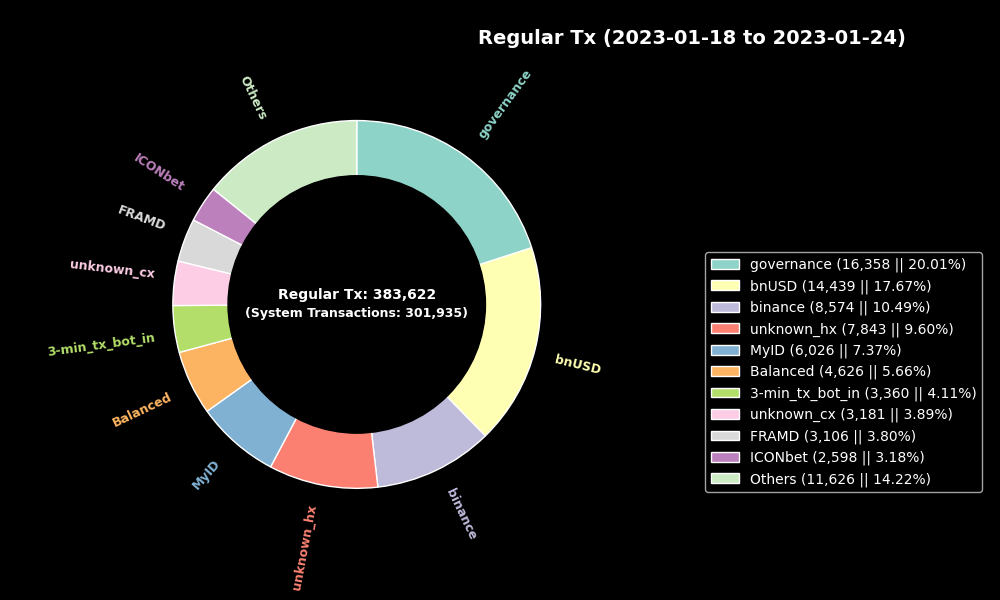 Regular Tx (2023-01-18 to 2023-01-24)
governance
Others
ICONbet
FRAMD
unknown_cx
3-min_tx_bot_in
Balanced
MyID
unknown_hx
binance
bnUSD
Regular Tx: 383,622
(System Transactions: 301,935)
governance (16,358 || 20.01%)
bnUSD (14,439 || 17.67%)
binance (8,574 || 10.49%)
unknown_hx (7,843 || 9.60%)
MyID (6,026 || 7.37%)
Balanced (4,626 || 5.66%)
3-min_tx_bot_in (3,360 || 4.11%)
unknown_cx (3,181 || 3.89%)
FRAMD (3,106 || 3.80%)
ICONbet (2,598 || 3.18%)
Others (11,626 || 14.22%)